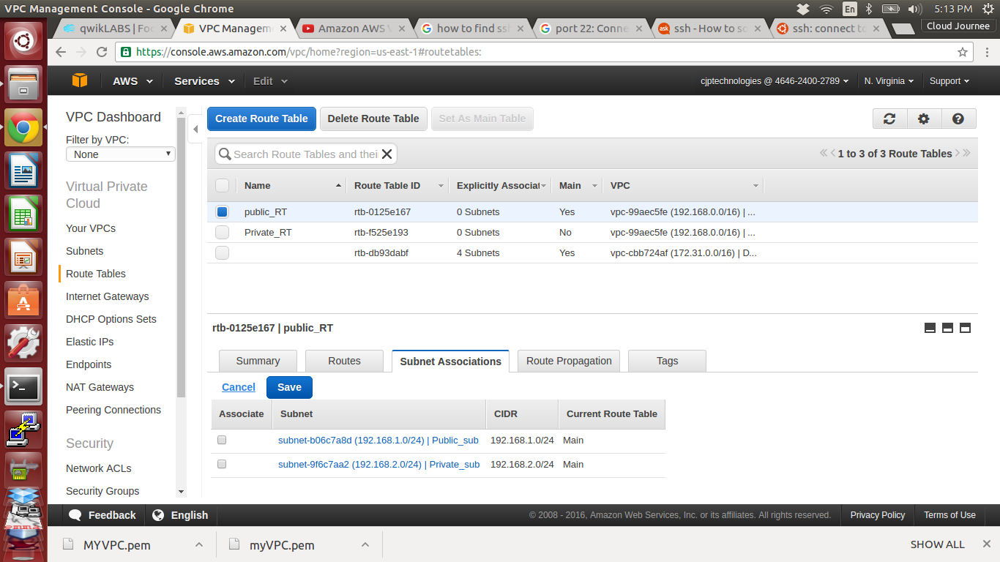 VPC Management Console - Google Chrome
En
5:13 PM
qwikLABS | Foc
VPC Managem
Amazon AWS V
how to find ssh
port 22: Conne
ask
ssh - How to so
ssh: connect to
Cloud Journee
https://console.aws.amazon.com/vpc/home?region=us-east-1#routetables:
AWS
Services
Edit
cjptechnologies @ 4646-2400-2789
N. Virginia
Support
VPC Dashboard
Filter by VPC:
None
Virtual Private
Cloud
Your VPCs
Subnets
Route Tables
Internet Gateways
DHCP Options Sets
Elastic IPs
Endpoints
NAT Gateways
Peering Connections
Security
Network ACLs
Security Groups
Create Route Table
Delete Route Table
Set As Main Table
Search Route Tables and thei
1 to 3 of 3 Route Tables
Name Route Table ID Explicitly Associat Main VPC
public_RT rtb-0125e167 0 Subnets Yes vpc-99aec5fe (192.168.0.0/16) | ...
Private_RT rtb-f525e193 0 Subnets No vpc-99aec5fe (192.168.0.0/16) | ...
rtb-db93dabf 4 Subnets Yes vpc-cbb724af (172.31.0.0/16) | D...
rtb-0125e167 | public_RT
Summary
Routes
Subnet Associations
Route Propagation
Tags
Cancel
Save
Associate Subnet CIDR Current Route Table
subnet-b06c7a8d (192.168.1.0/24) | Public_sub 192.168.1.0/24 Main
subnet-9f6c7aa2 (192.168.2.0/24) | Private_sub 192.168.2.0/24 Main
Feedback
English
© 2008 - 2016, Amazon Web Services, Inc. or its affiliates. All rights reserved.
Privacy Policy
Terms of Use
MYVPC.pem
myVPC.pem
SHOW ALL